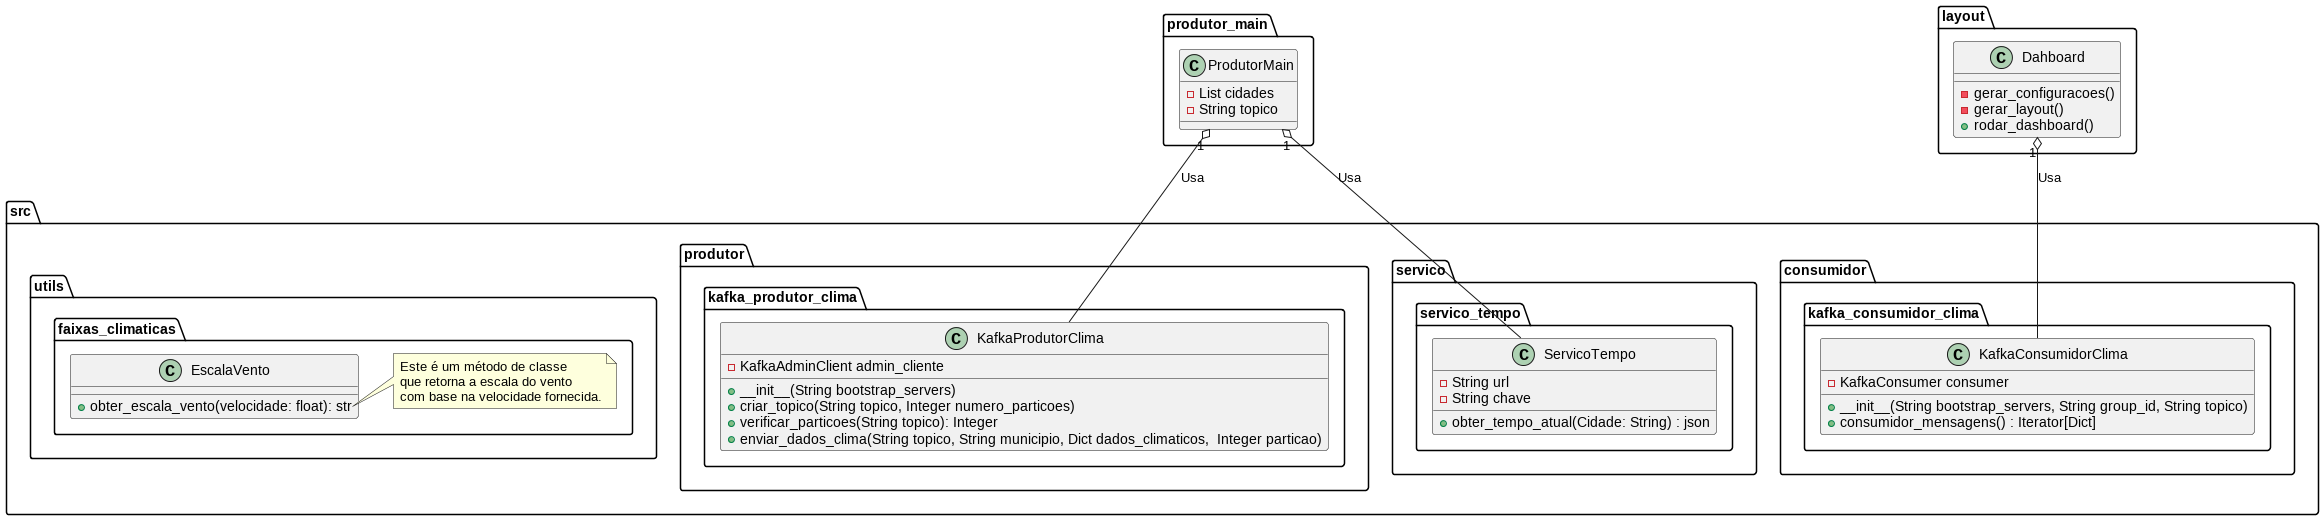 produtor_main
ProdutorMain
List cidades
String topico
1
1
Usa
Usa
layout
Dahboard
gerar_configuracoes()
gerar_layout()
rodar_dashboard()
1
Usa
src
utils
faixas_climaticas
EscalaVento
obter_escala_vento(velocidade: float): str
Este é um método de classe
que retorna a escala do vento
com base na velocidade fornecida.
produtor
kafka_produtor_clima
KafkaProdutorClima
KafkaAdminClient admin_cliente
__init__(String bootstrap_servers)
criar_topico(String topico, Integer numero_particoes)
verificar_particoes(String topico): Integer
enviar_dados_clima(String topico, String municipio, Dict dados_climaticos,  Integer particao)
servico
servico_tempo
ServicoTempo
String url
String chave
obter_tempo_atual(Cidade: String) : json
consumidor
kafka_consumidor_clima
KafkaConsumidorClima
KafkaConsumer consumer
__init__(String bootstrap_servers, String group_id, String topico)
consumidor_mensagens() : Iterator[Dict]